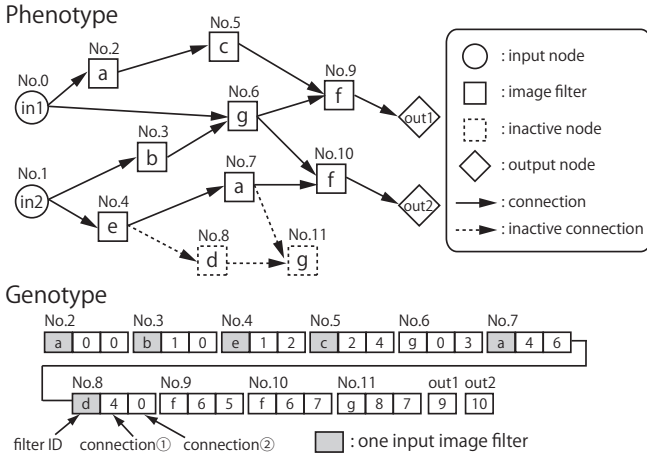 Phenotype
No.0
in1
No.2
a
No.5
c
No.9
f
out1
No.6
g
No.3
b
No.1
in2
No.4
e
No.7
a
No.10
f
out2
No.8
d
No.11
g
: input node
: image filter
: inactive node
: output node
: connection
: inactive connection
Genotype
No.2 No.3 No.4 No.5 No.6 No.7
a 0 0 b 1 0 e 1 2 c 2 4 g 0 3 a 4 6
No.8 No.9 No.10 No.11 out1 out2
d 4 0 f 6 5 f 6 7 g 8 7 9 10
filter ID connection① connection② : one input image filter